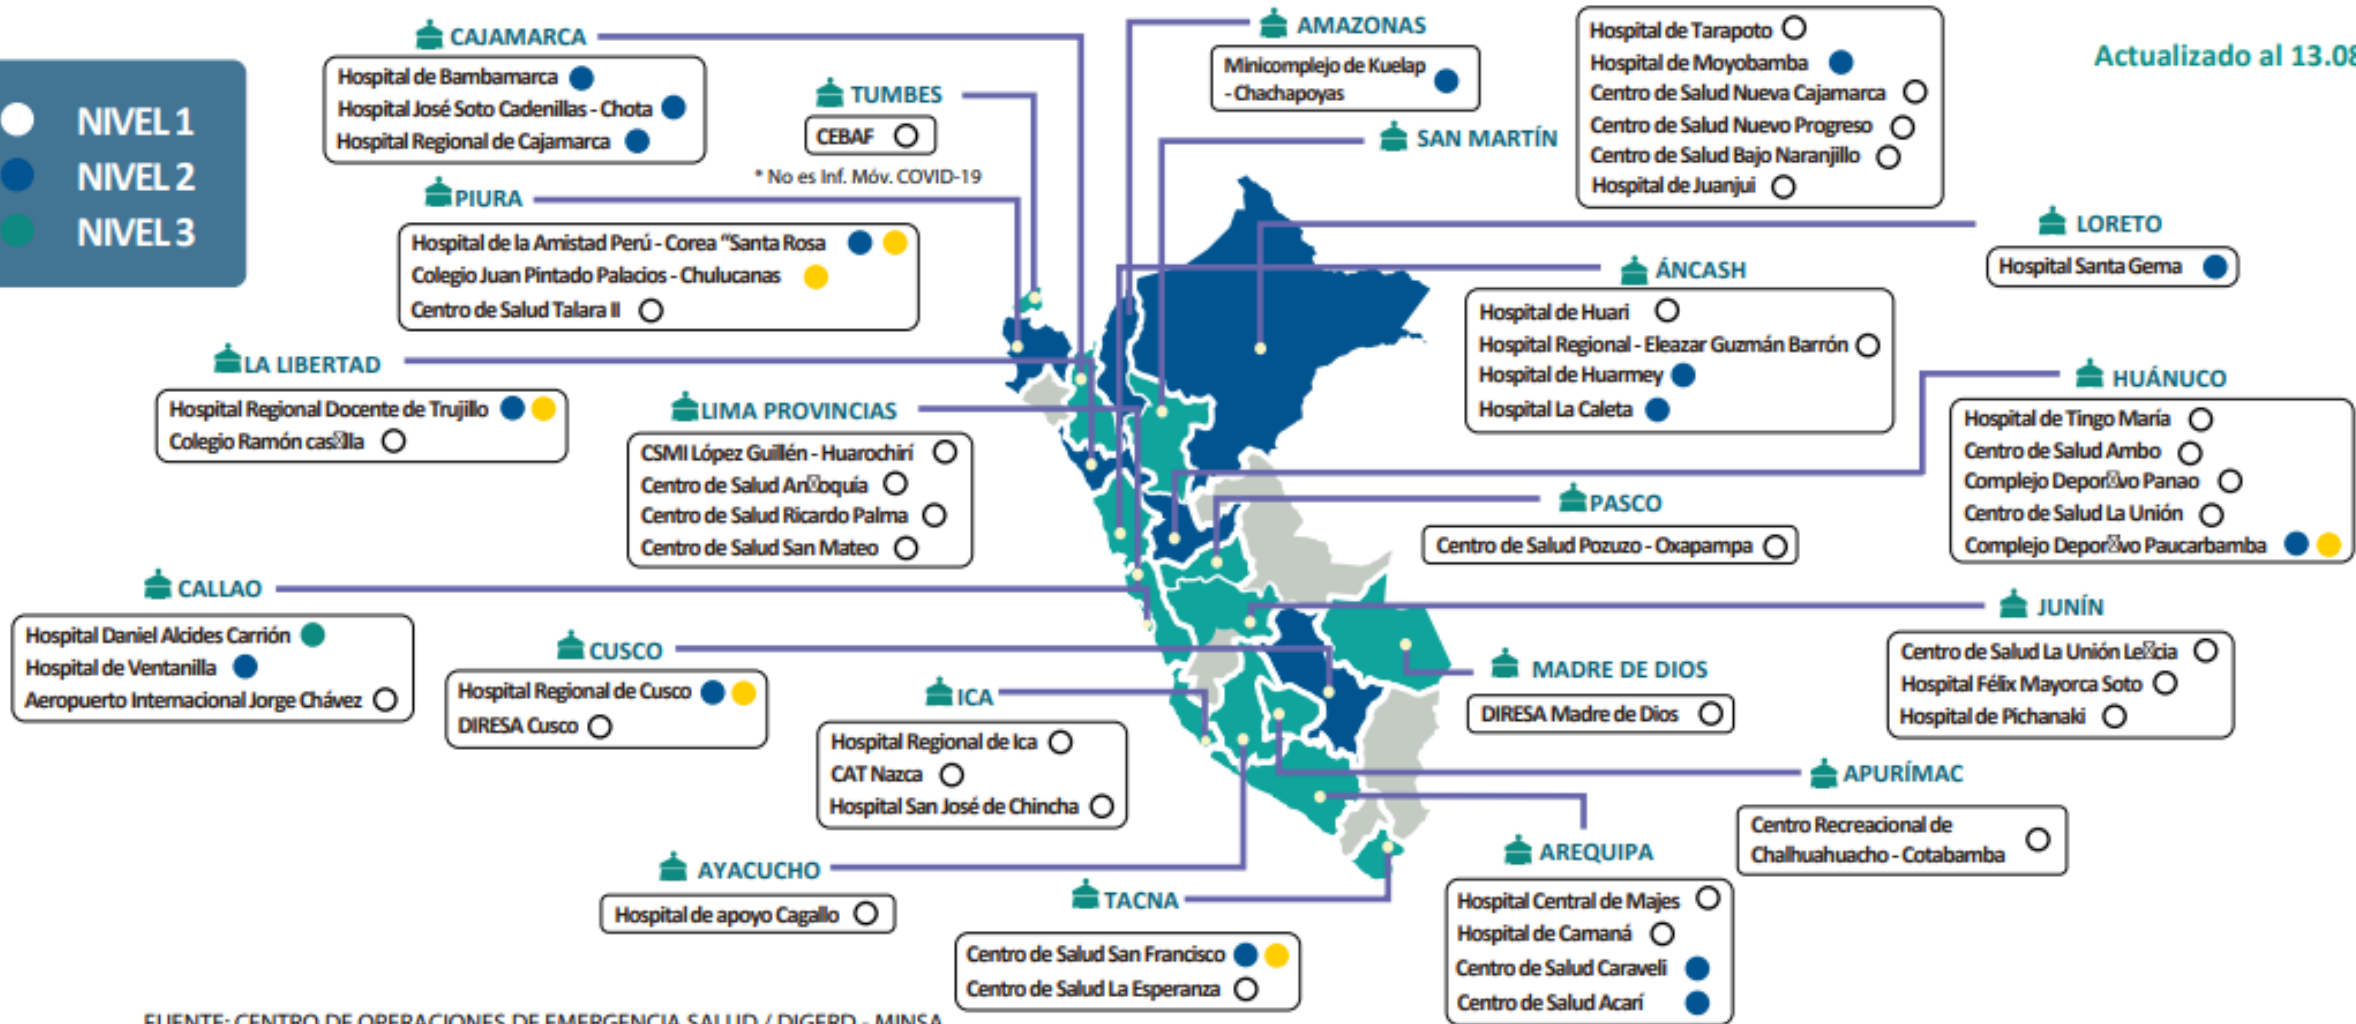 Actualizado al 13.08
NIVEL 1
NIVEL 2
NIVEL 3
CAJAMARCA
Hospital de Bambamarca
Hospital José Soto Cadenillas - Chota
Hospital Regional de Cajamarca
TUMBES
CEBAF
* No es Inf. Móv. COVID-19
AMAZONAS
Minicomplejo de Kuelap
- Chachapoyas
SAN MARTÍN
Hospital de Tarapoto
Hospital de Moyobamba
Centro de Salud Nueva Cajamarca
Centro de Salud Nuevo Progreso
Centro de Salud Bajo Naranjillo
Hospital de Juanjui
PIURA
Hospital de la Amistad Perú - Corea “Santa Rosa
Colegio Juan Pintado Palacios - Chulucanas
Centro de Salud Talara II
LORETO
Hospital Santa Gema
ÁNCASH
Hospital de Huari
Hospital Regional - Eleazar Guzmán Barrón
Hospital de Huarmey
Hospital La Caleta
LA LIBERTAD
Hospital Regional Docente de Trujillo
Colegio Ramón
LIMA PROVINCIAS
CSMI López Guillén - Huarochirí
Centro de Salud
Centro de Salud Ricardo Palma
Centro de Salud San Mateo
HUÁNUCO
Hospital de Tingo María
Centro de Salud Ambo
Complejo Panao
Centro de Salud La Unión
Complejo Paucarbamba
PASCO
Centro de Salud Pozuzo - Oxapampa
CALLAO
Hospital Daniel Alcides Carrión
Hospital de Ventanilla
Aeropuerto Internacional Jorge Chávez
CUSCO
Hospital Regional de Cusco
DIRESA Cusco
ICA
Hospital Regional de Ica
CAT Nazca
Hospital San José de Chincha
MADRE DE DIOS
DIRESA Madre de Dios
JUNÍN
Centro de Salud La Unión
Hospital Félix Mayorca Soto
Hospital de Pichanaki
APURÍMAC
Centro Recreacional de
Chalhuahuacho - Cotabamba
AYACUCHO
Hospital de apoyo Cagallo
TACNA
Centro de Salud San Francisco
Centro de Salud La Esperanza
AREQUIPA
Hospital Central de Majes
Hospital de Camaná
Centro de Salud Caraveli
Centro de Salud Acarí
FUENTE: CENTRO DE OPERACIONES DE EMERGENCIA SALUD / DIGERD - MINSA